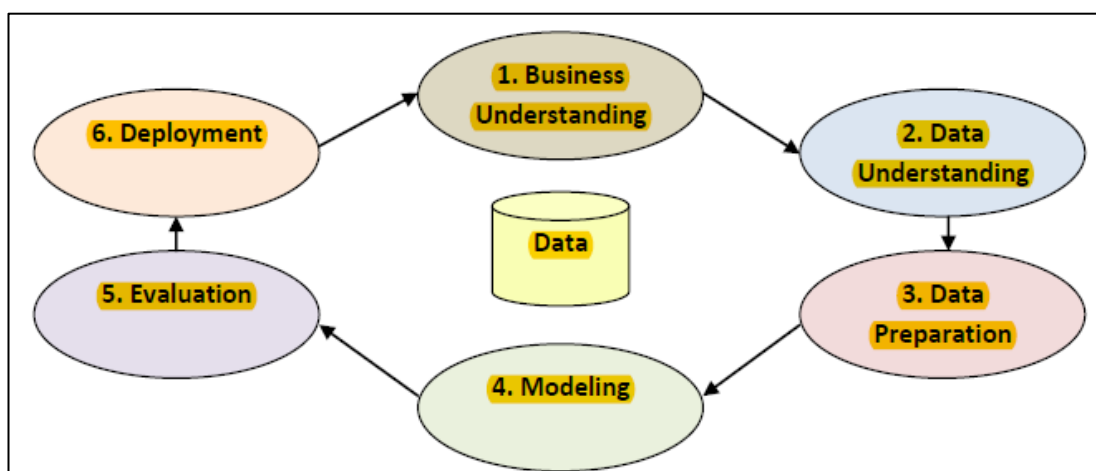 1. Business
Understanding
2. Data
Understanding
3. Data
Preparation
4. Modeling
5. Evaluation
6. Deployment
Data